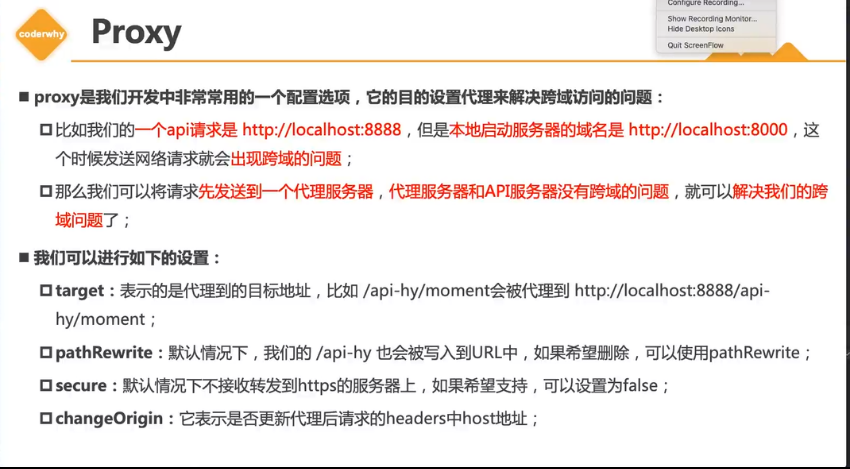 Configure Recording...
coderwhy
Proxy
Show Recording Monitor...
Hide Desktop Icons
Quit ScreenFlow
■ proxy是我们开发中非常常用的一个配置选项，它的目的设置代理来解决跨域访问的问题：
比如我们的一个api请求是 http://localhost:8888，但是本地启动服务器的域名是 http://localhost:8000，这
个时候发送网络请求就会出现跨域的问题；
那么我们可以将请求先发送到一个代理服务器，代理服务器和API服务器没有跨域的问题，就可以解决我们的跨
域问题了；
■ 我们可以进行如下的设置：
target：表示的是代理到的目标地址，比如 /api-hy/moment会被代理到 http://localhost:8888/api-
hy/moment；
pathRewrite：默认情况下，我们的 /api-hy 也会被写入到URL中，如果希望删除，可以使用pathRewrite；
secure：默认情况下不接收转发到https的服务器上，如果希望支持，可以设置为false；
changeOrigin：它表示是否更新代理后请求的headers中host地址；